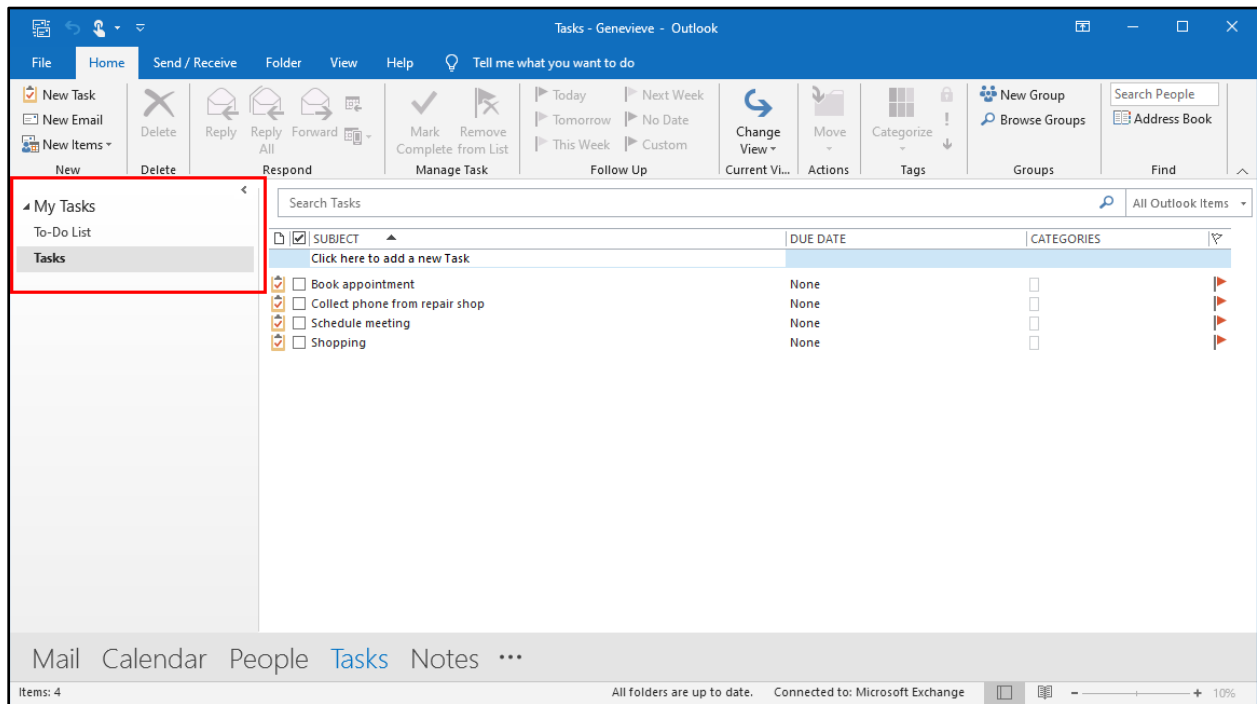 Tasks - Genevieve - Outlook
File Home Send / Receive Folder View Help Tell me what you want to do
New Task
New Email
New Items
New
Delete
Delete
Reply
Reply All
Forward
Respond
Mark Complete
Remove from List
Manage Task
Today Next Week
Tomorrow No Date
This Week Custom
Follow Up
Change View
Current Vi...
Move
Actions
Categorize
Tags
New Group
Browse Groups
Groups
Search People
Address Book
Find
My Tasks
To-Do List
Tasks
Search Tasks All Outlook Items
SUBJECT DUE DATE CATEGORIES
Click here to add a new Task
Book appointment None
Collect phone from repair shop None
Schedule meeting None
Shopping None
Mail Calendar People Tasks Notes ...
Items: 4 All folders are up to date. Connected to: Microsoft Exchange 10%